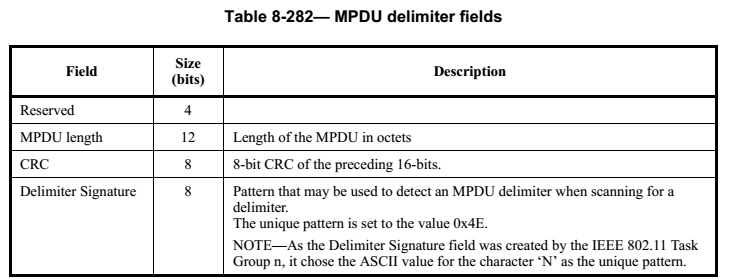 Table 8-282— MPDU delimiter fields
Field
Size
(bits)
Description
Reserved
4
MPDU length
12
Length of the MPDU in octets
CRC
8
8-bit CRC of the preceding 16-bits.
Delimiter Signature
8
Pattern that may be used to detect an MPDU delimiter when scanning for a
delimiter.
The unique pattern is set to the value 0x4E.
NOTE—As the Delimiter Signature field was created by the IEEE 802.11 Task
Group n, it chose the ASCII value for the character ‘N’ as the unique pattern.